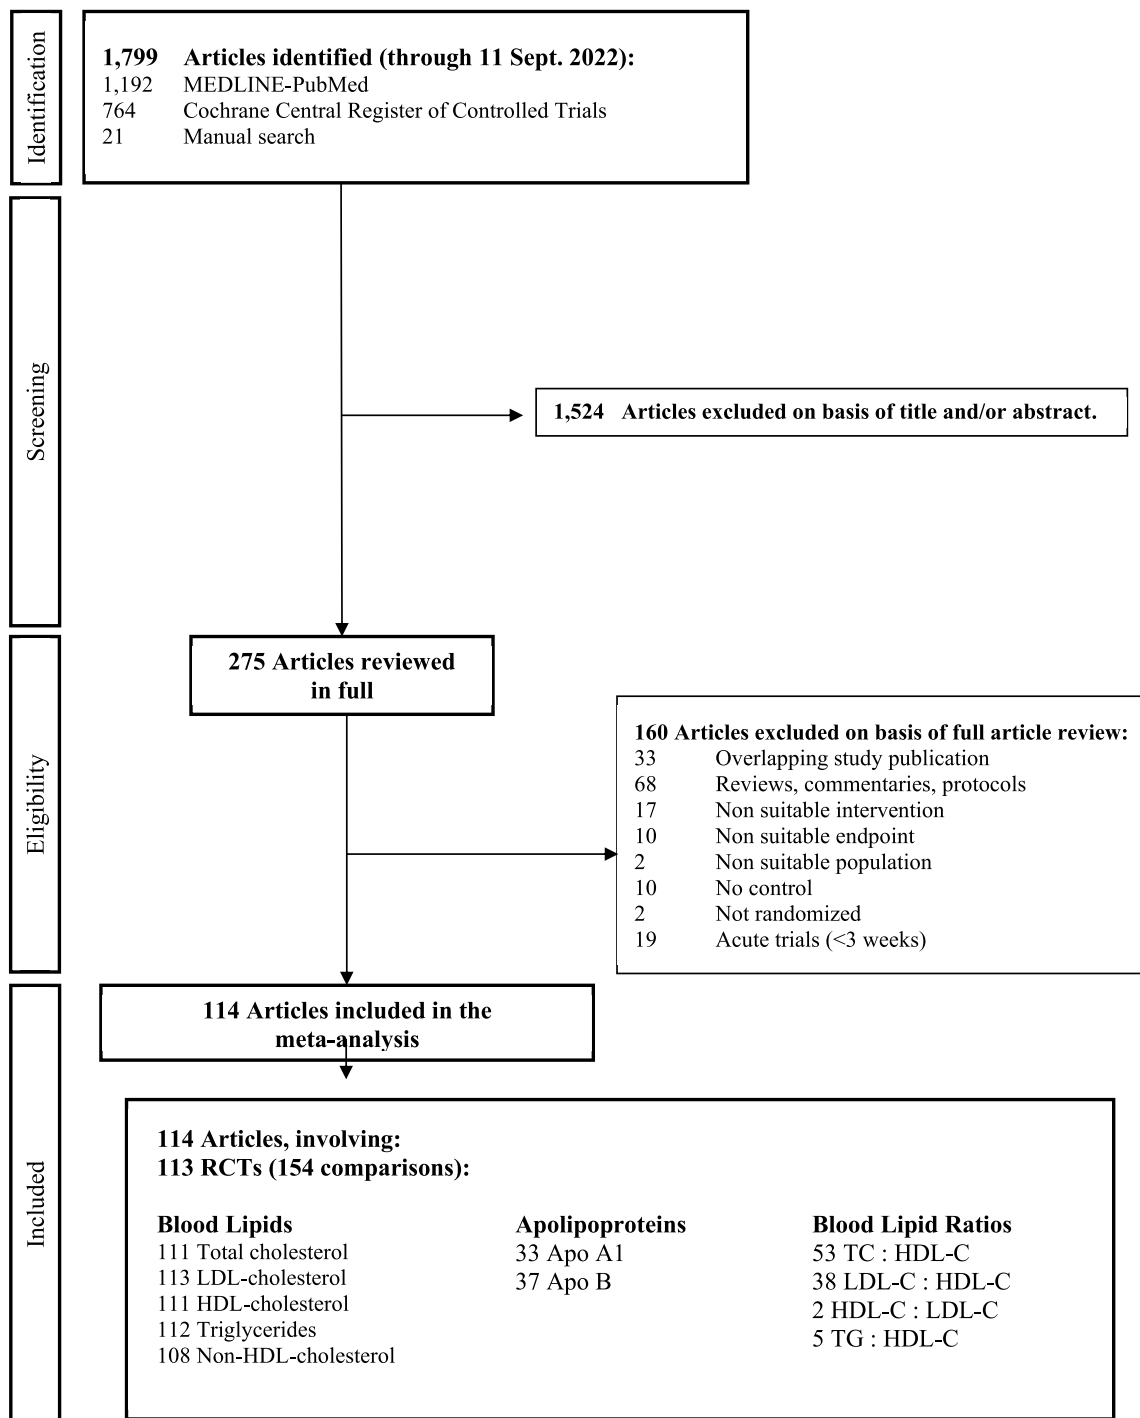 Identification
1,799 Articles identified (through 11 Sept. 2022):
1,192 MEDLINE-PubMed
764 Cochrane Central Register of Controlled Trials
21 Manual search
Screening
1,524 Articles excluded on basis of title and/or abstract.
Eligibility
275 Articles reviewed
in full
160 Articles excluded on basis of full article review:
33 Overlapping study publication
68 Reviews, commentaries, protocols
17 Non suitable intervention
10 Non suitable endpoint
2 Non suitable population
10 No control
2 Not randomized
19 Acute trials (<3 weeks)
Included
114 Articles included in the
meta-analysis
114 Articles, involving:
113 RCTs (154 comparisons):
Blood Lipids
111 Total cholesterol
113 LDL-cholesterol
111 HDL-cholesterol
112 Triglycerides
108 Non-HDL-cholesterol
Apolipoproteins
33 Apo A1
37 Apo B
Blood Lipid Ratios
53 TC : HDL-C
38 LDL-C : HDL-C
2 HDL-C : LDL-C
5 TG : HDL-C